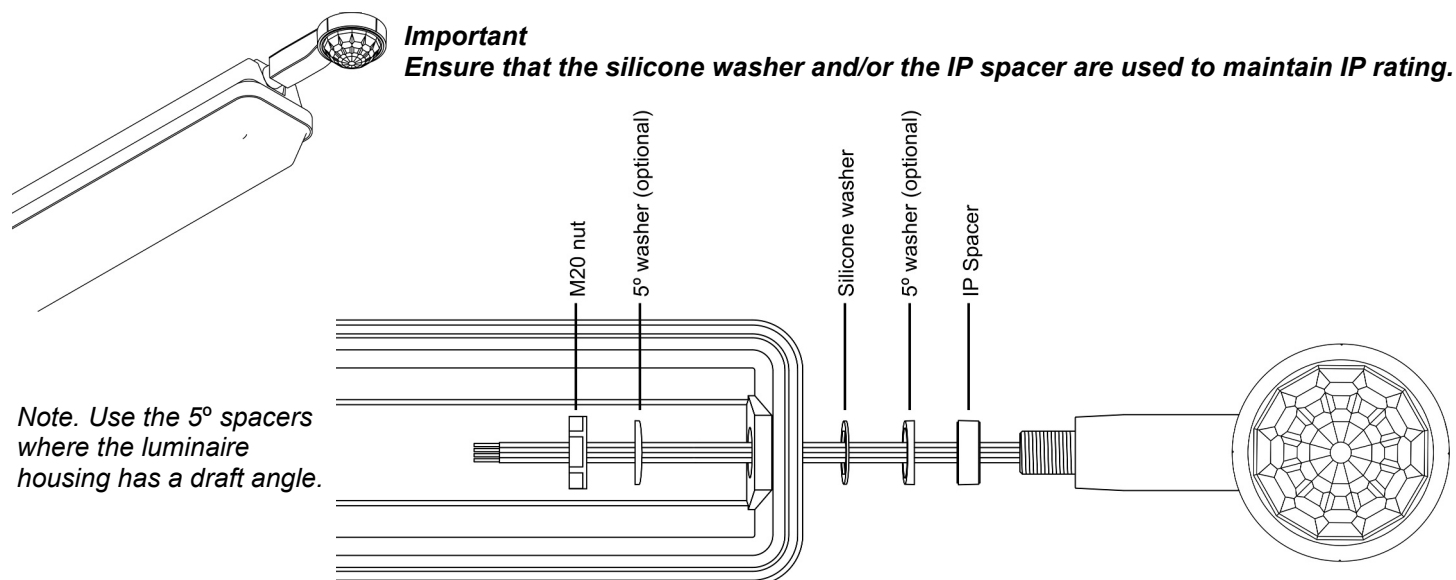 Important
Ensure that the silicone washer and/or the IP spacer are used to maintain IP rating.
M20 nut
5º washer (optional)
Silicone washer
5º washer (optional)
IP Spacer
Note. Use the 5º spacers
where the luminaire
housing has a draft angle.